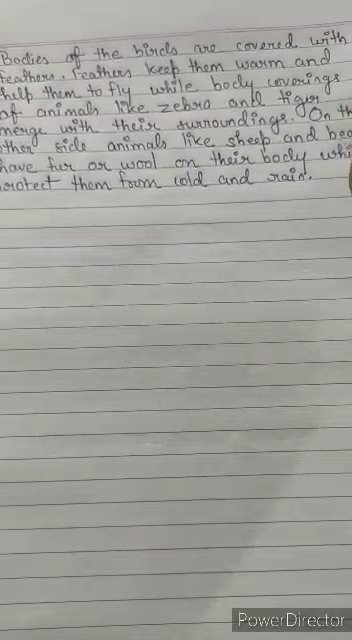 Bodies of the birds are covered with
feathers. Feathers keep them warm and
help them to fly while body coverings
of animals like zebra and tiger
merge with their surroundings. On th
other side animals like sheep and bea
have fur or wool on their body whi
protect them from cold and rain.
PowerDirector